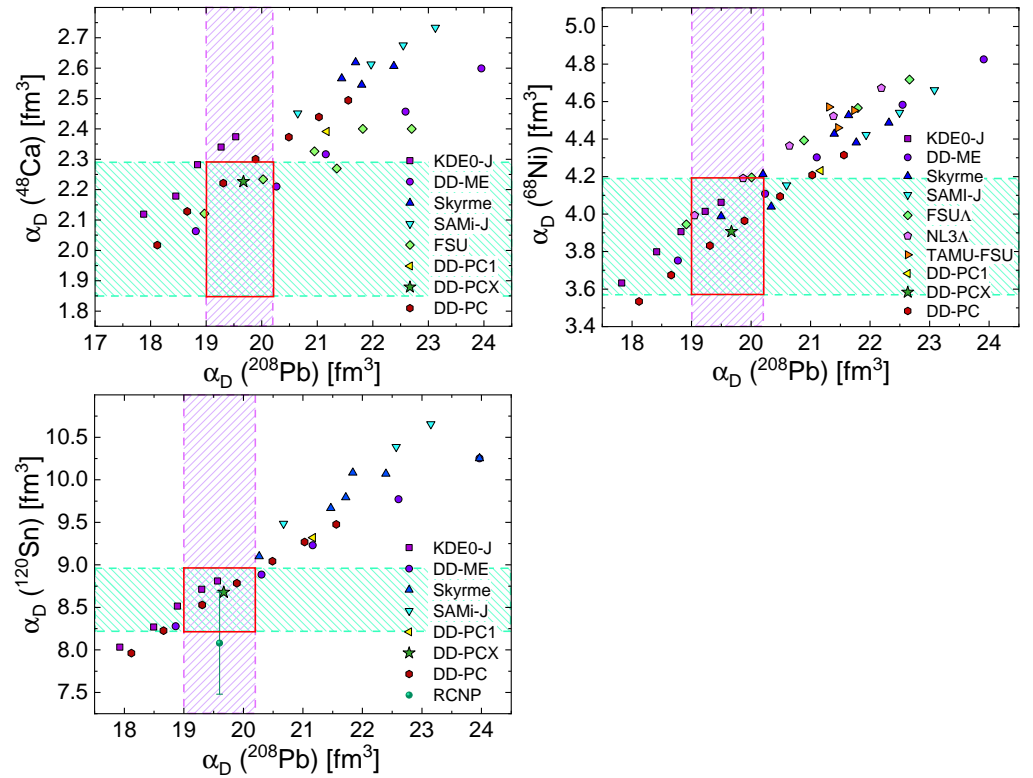 2.7
2.6
2.5
2.4
2.3
2.2
2.1
2.0
1.9
1.8
α_D (⁴⁸Ca) [fm³]
KDE0-J
DD-ME
Skyrme
SAMi-J
FSU
DD-PC1
DD-PCX
DD-PC
17 18 19 20 21 22 23 24
α_D (²⁰⁸Pb) [fm³]
5.0
4.8
4.6
4.4
4.2
4.0
3.8
3.6
3.4
α_D (⁶⁸Ni) [fm³]
KDE0-J
DD-ME
Skyrme
SAMi-J
FSUΛ
NL3Λ
TAMU-FSU
DD-PC1
DD-PCX
DD-PC
18 19 20 21 22 23 24
α_D (²⁰⁸Pb) [fm³]
10.5
10.0
9.5
9.0
8.5
8.0
7.5
α_D (¹²⁰Sn) [fm³]
KDE0-J
DD-ME
Skyrme
SAMi-J
DD-PC1
DD-PCX
DD-PC
RCNP
18 19 20 21 22 23 24
α_D (²⁰⁸Pb) [fm³]